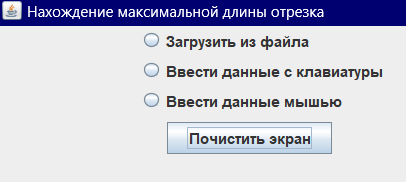 Нахождение максимальной длины отрезка
Загрузить из файла
Ввести данные с клавиатуры
Ввести данные мышью
Почистить экран